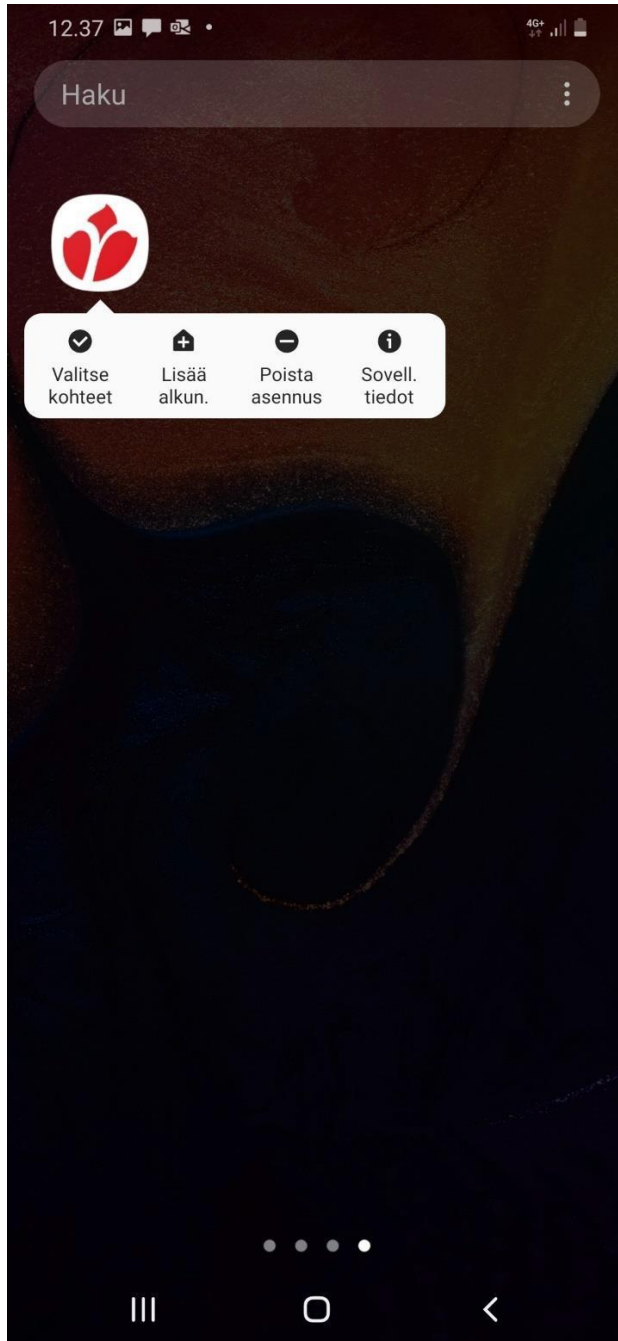 12.37
4G+
Haku
Valitse kohteet
Lisää alkun.
Poista asennus
Sovell. tiedot